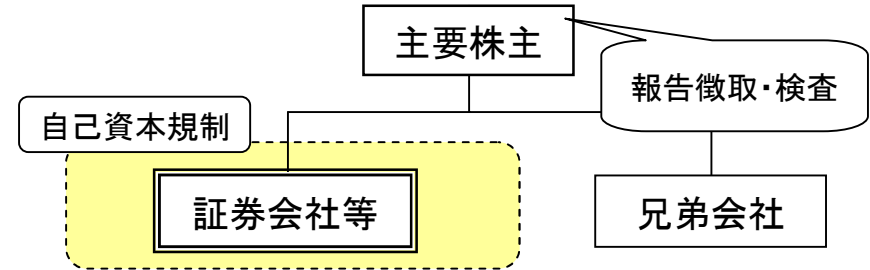 主要株主
報告徴取・検査
自己資本規制
証券会社等
兄弟会社